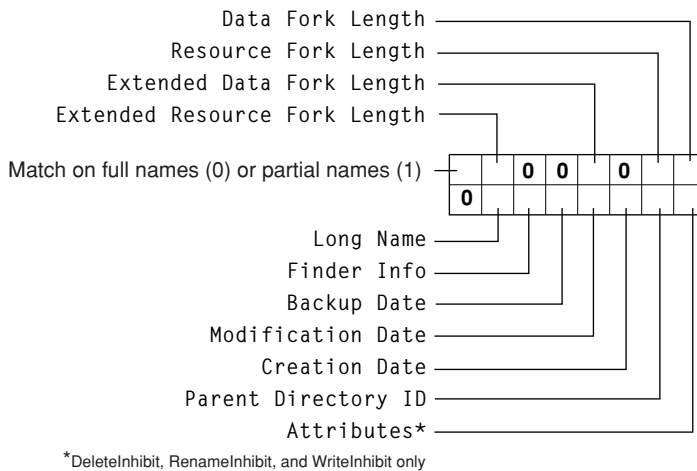 Data Fork Length
Resource Fork Length
Extended Data Fork Length
Extended Resource Fork Length
Match on full names (0) or partial names (1)
0 0 0
0
Long Name
Finder Info
Backup Date
Modification Date
Creation Date
Parent Directory ID
Attributes*
*DeleteInhibit, RenameInhibit, and WriteInhibit only